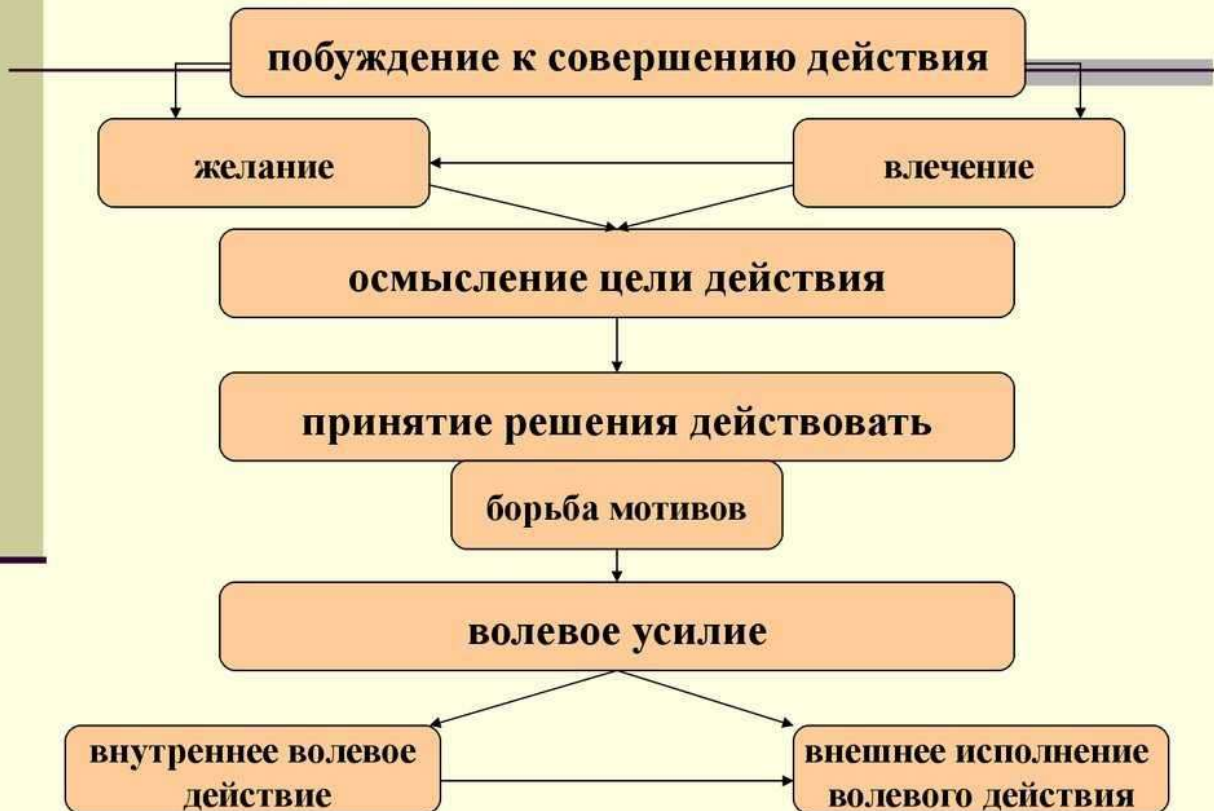 побуждение к совершению действия
желание
влечение
осмысление цели действия
принятие решения действовать
борьба мотивов
волевое усилие
внутреннее волевое
действие
внешнее исполнение
волевого действия